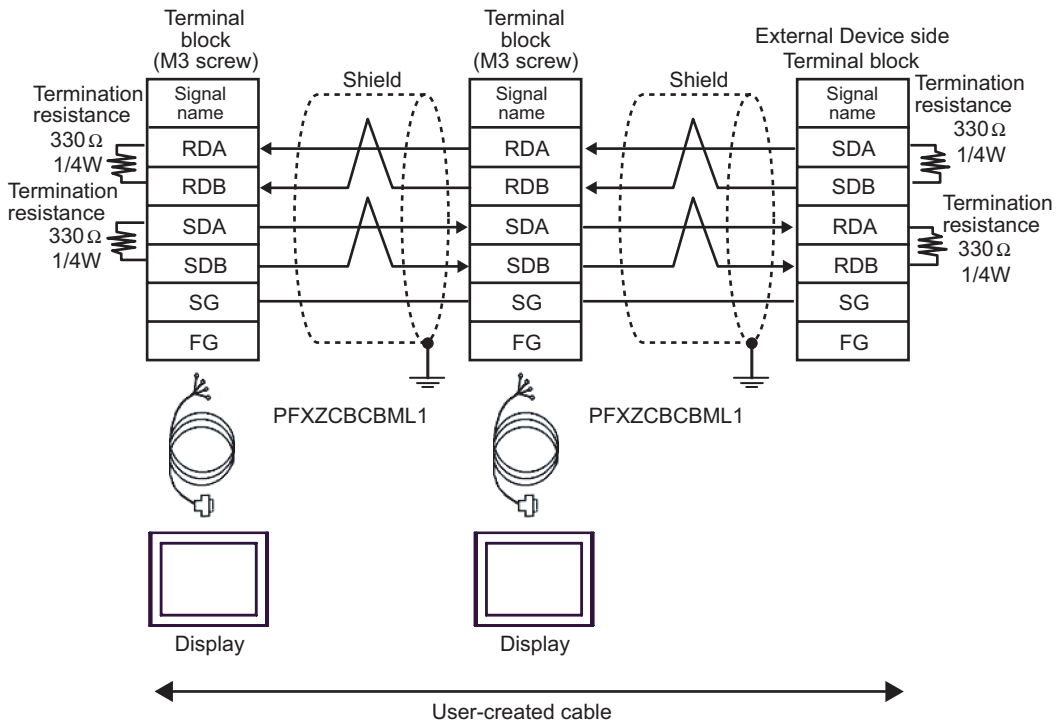 Terminal
block
(M3 screw)
Terminal
block
(M3 screw)
External Device side
Terminal block
Shield
Shield
Termination
resistance
330Ω
1/4W
Termination
resistance
330Ω
1/4W
Signal
name
RDA
RDB
SDA
SDB
SG
FG
Signal
name
RDA
RDB
SDA
SDB
SG
FG
Signal
name
SDA
SDB
RDA
RDB
SG
FG
Termination
resistance
330Ω
1/4W
Termination
resistance
330Ω
1/4W
PFXZCBCBML1
PFXZCBCBML1
Display
Display
User-created cable